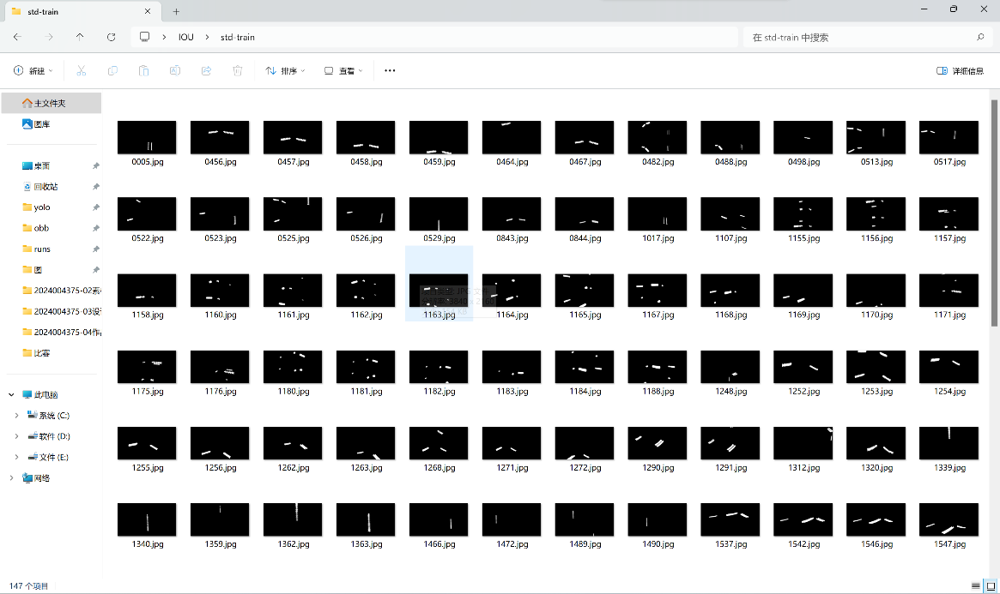 std-train
IOU > std-train
在 std-train 中搜索
新建
排序
查看
详细信息
主文件夹
图库
桌面
回收站
yolo
obb
runs
图
2024004375-02素
2024004375-03设
2024004375-04作
比赛
此电脑
系统 (C:)
软件 (D:)
文件 (E:)
网络
0005.jpg 0456.jpg 0457.jpg 0458.jpg 0459.jpg 0464.jpg 0467.jpg 0482.jpg 0488.jpg 0498.jpg 0513.jpg 0517.jpg
0522.jpg 0523.jpg 0525.jpg 0526.jpg 0529.jpg 0843.jpg 0844.jpg 1017.jpg 1107.jpg 1155.jpg 1156.jpg 1157.jpg
1158.jpg 1160.jpg 1161.jpg 1162.jpg 1163.jpg 1164.jpg 1165.jpg 1167.jpg 1168.jpg 1169.jpg 1170.jpg 1171.jpg
1175.jpg 1176.jpg 1180.jpg 1181.jpg 1182.jpg 1183.jpg 1184.jpg 1188.jpg 1248.jpg 1252.jpg 1253.jpg 1254.jpg
1255.jpg 1256.jpg 1262.jpg 1263.jpg 1268.jpg 1271.jpg 1272.jpg 1290.jpg 1291.jpg 1312.jpg 1320.jpg 1339.jpg
1340.jpg 1359.jpg 1362.jpg 1363.jpg 1466.jpg 1472.jpg 1489.jpg 1490.jpg 1537.jpg 1542.jpg 1546.jpg 1547.jpg
147 个项目